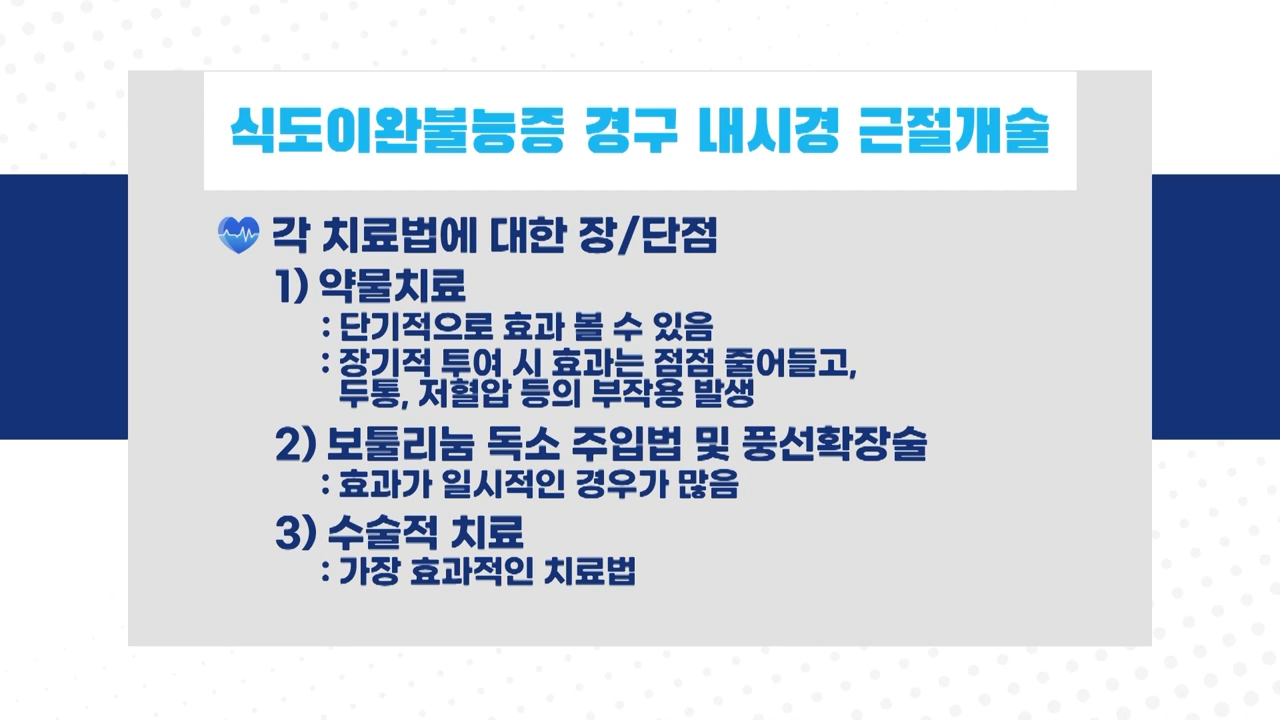 식도이완불능증 경구 내시경 근절개술
각 치료법에 대한 장/단점
1) 약물치료
: 단기적으로 효과 볼 수 있음
: 장기적 투여 시 효과는 점점 줄어들고,
두통, 저혈압 등의 부작용 발생
2) 보툴리눔 독소 주입법 및 풍선확장술
: 효과가 일시적인 경우가 많음
3) 수술적 치료
: 가장 효과적인 치료법